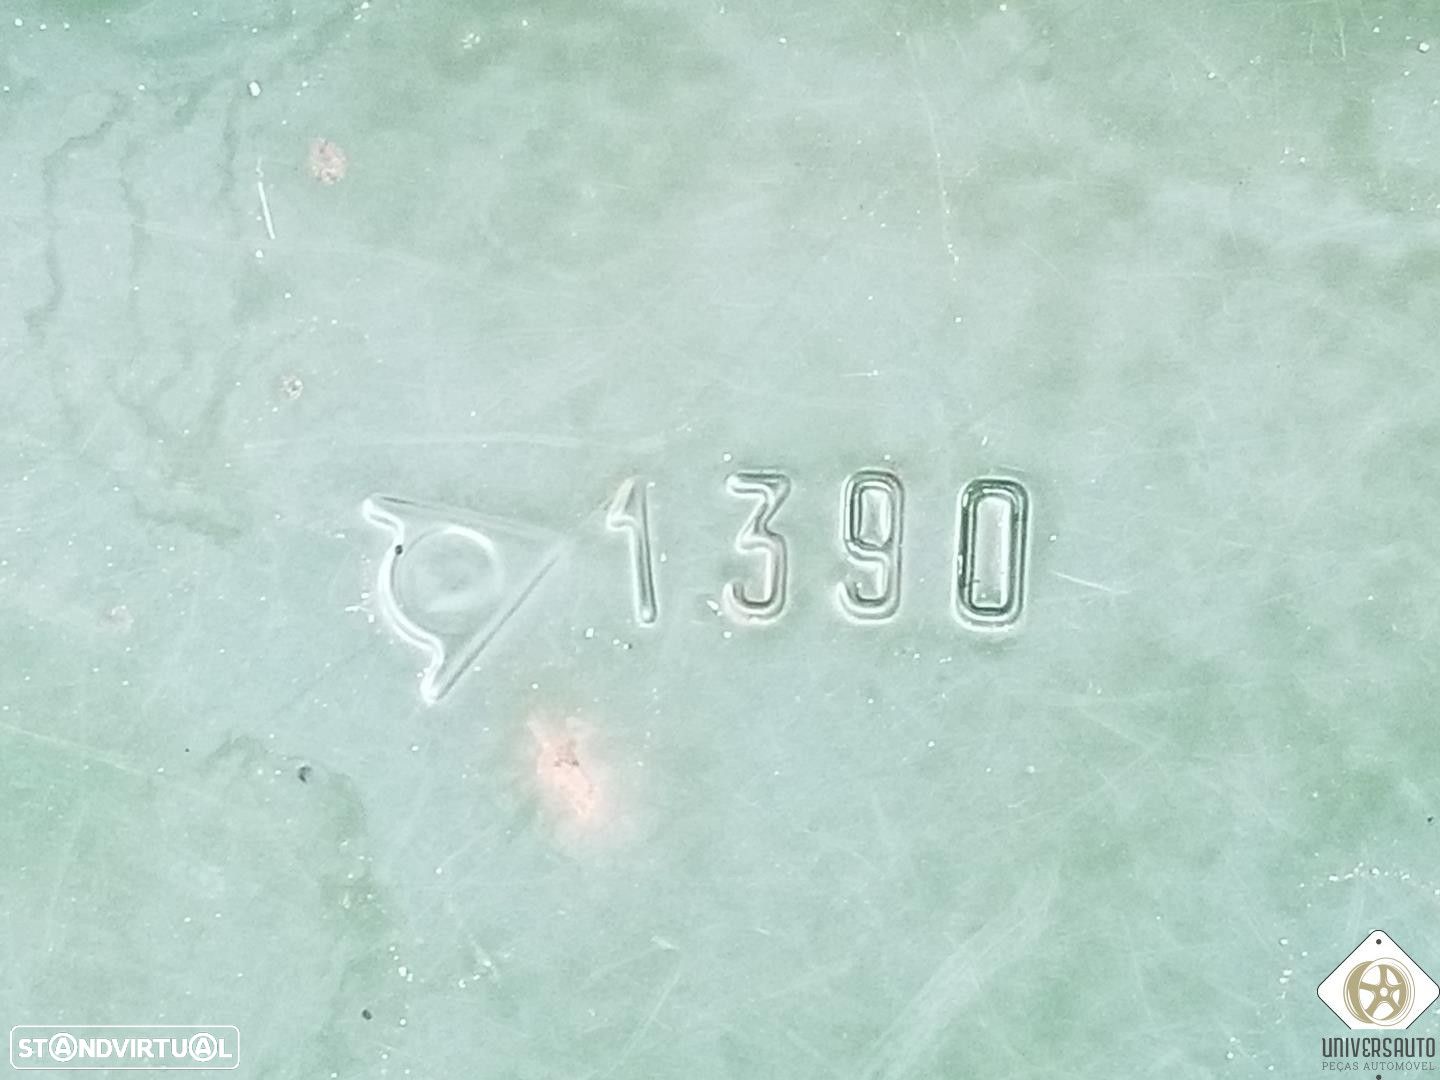 1390
STANDVIRTUAL
UNIVERSAUTO
PEÇAS AUTOMÓVEL